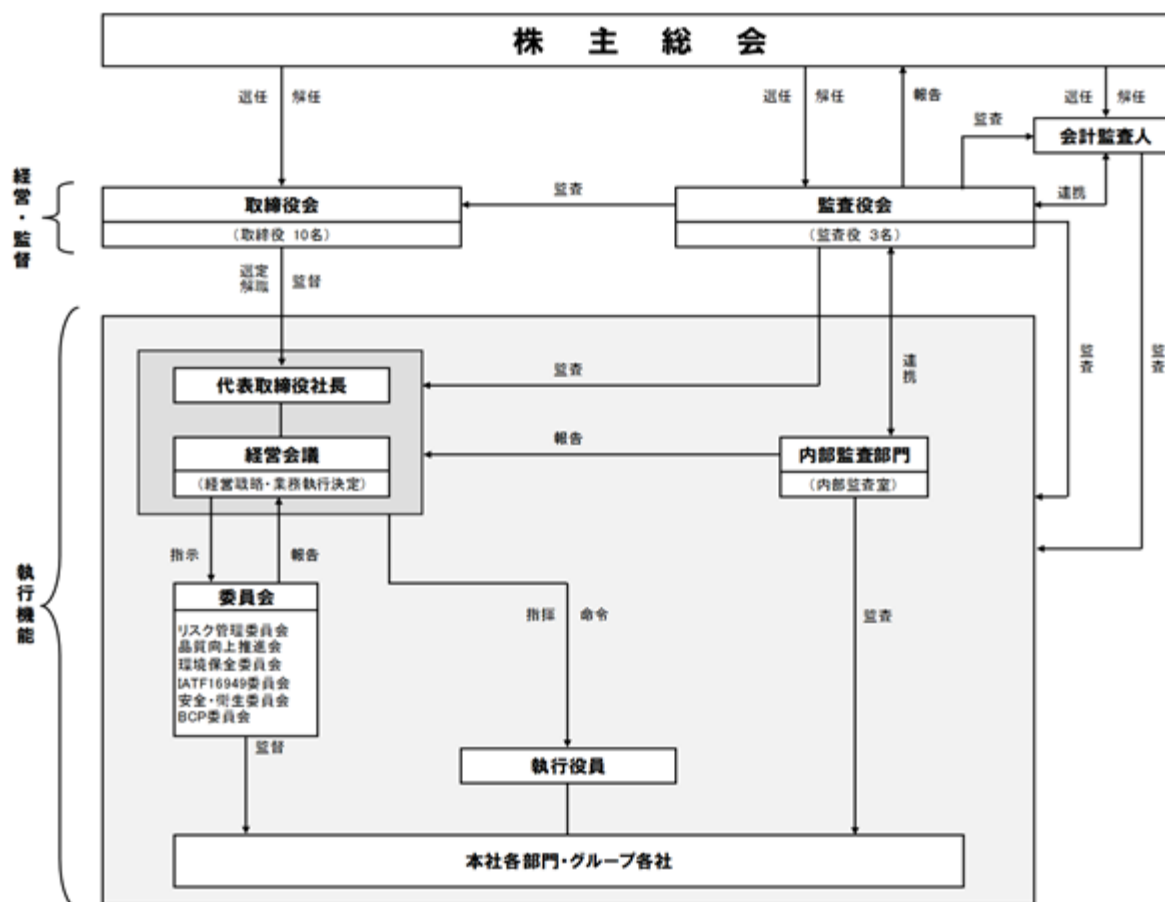 株主総会
選任 解任
選任 解任
報告
選任 解任
監査
会計監査人
経営・監督
取締役会
(取締役 10名)
監査
監査役会
(監査役 3名)
連携
選定
解職
監督
監査
監査
代表取締役社長
監査
連携
経営会議
(経営戦略・業務執行決定)
報告
内部監査部門
(内部監査室)
執行機能
指示
報告
委員会
リスク管理委員会
品質向上推進会
環境保全委員会
IATF16949委員会
安全・衛生委員会
BCP委員会
指揮 命令
監査
監督
執行役員
本社各部門・グループ各社